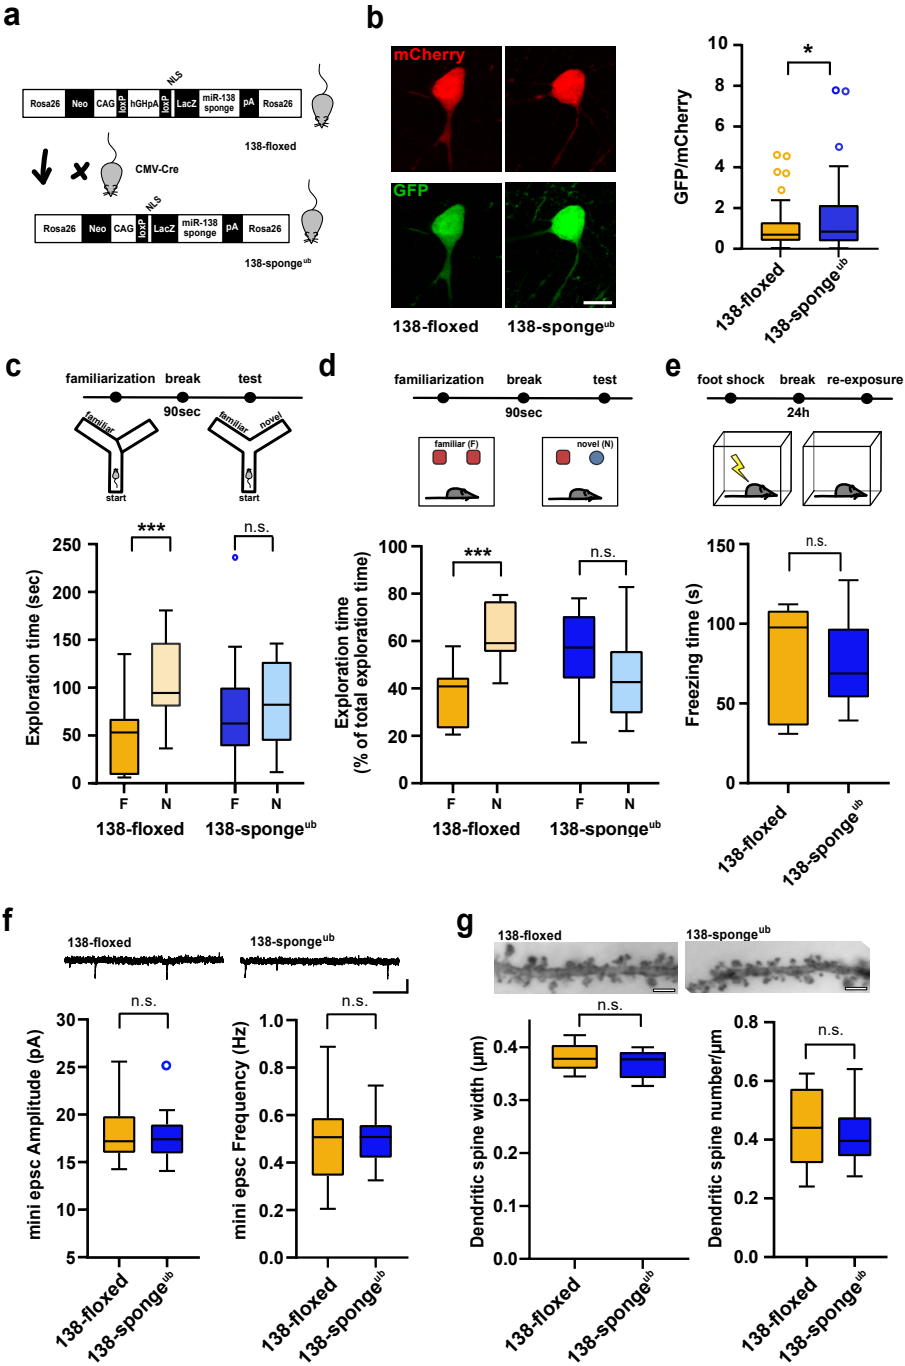 a
NLS
Rosa26 Neo CAG loxP hGHpA loxP LacZ miR-138 sponge pA Rosa26
138-floxed
CMV-Cre
NLS
Rosa26 Neo CAG loxP LacZ miR-138 sponge pA Rosa26
138-sponge^ub
b
mCherry
GFP
138-floxed 138-sponge^ub
10
8
6
4
2
0
GFP/mCherry
*
138-floxed
138-sponge^ub
c
familiarization break test
90sec
familiar
familiar novel
start start
250
200
150
100
50
0
Exploration time (sec)
***
n.s.
F N F N
138-floxed 138-sponge^ub
d
familiarization break test
90sec
familiar (F)
novel (N)
100
80
60
40
20
0
Exploration time
(% of total exploration time)
***
n.s.
F N F N
138-floxed 138-sponge^ub
e
foot shock break re-exposure
24h
150
100
50
0
Freezing time (s)
n.s.
138-floxed
138-sponge^ub
f
138-floxed
138-sponge^ub
30
25
20
15
10
5
mini epsc Amplitude (pA)
n.s.
138-floxed
138-sponge^ub
1.0
0.8
0.6
0.4
0.2
0.0
mini epsc Frequency (Hz)
n.s.
138-floxed
138-sponge^ub
g
138-floxed
138-sponge^ub
0.4
0.3
0.2
0.1
0.0
Dendritic spine width (µm)
n.s.
138-floxed
138-sponge^ub
0.8
0.6
0.4
0.2
0.0
Dendritic spine number/µm
n.s.
138-floxed
138-sponge^ub